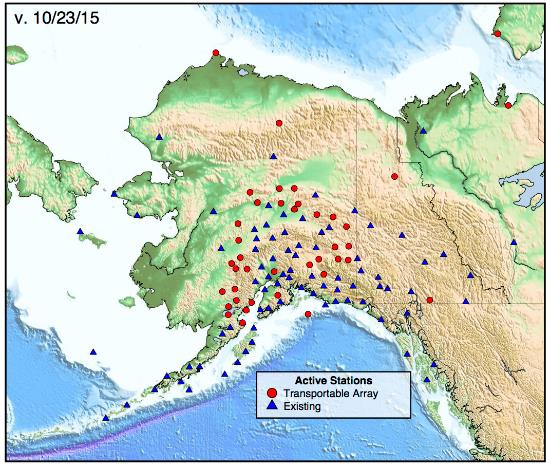 v. 10/23/15
Active Stations
Transportable Array
Existing